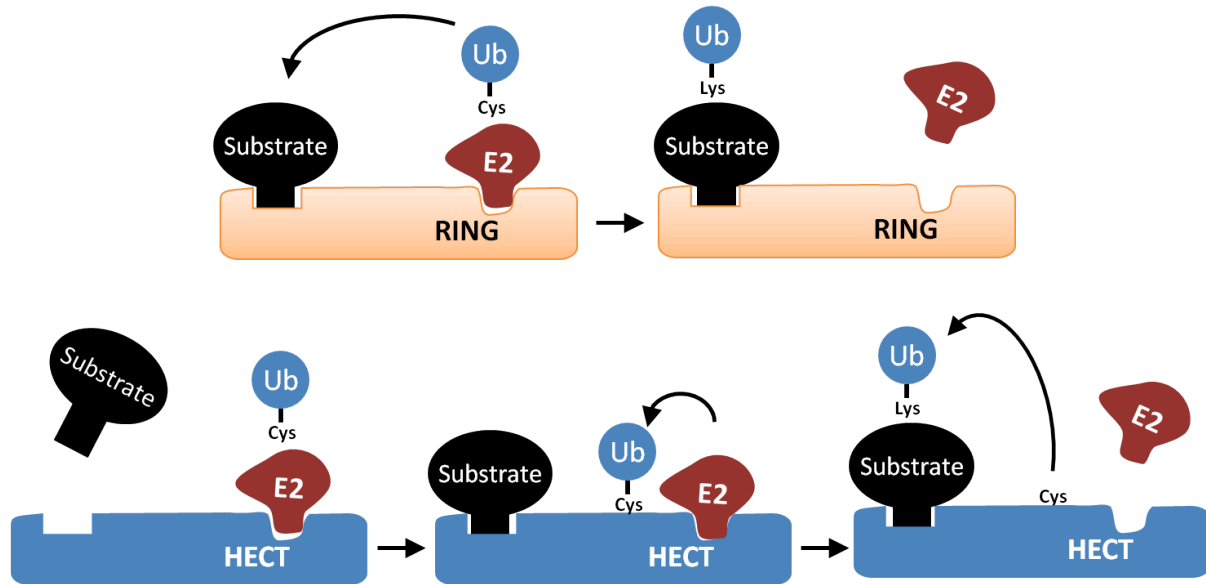 Ub
Cys
Substrate
E2
RING
Ub
Lys
Substrate
E2
RING
Substrate
Ub
Cys
E2
HECT
Substrate
Ub
Cys
E2
HECT
Ub
Lys
Substrate
Cys
E2
HECT